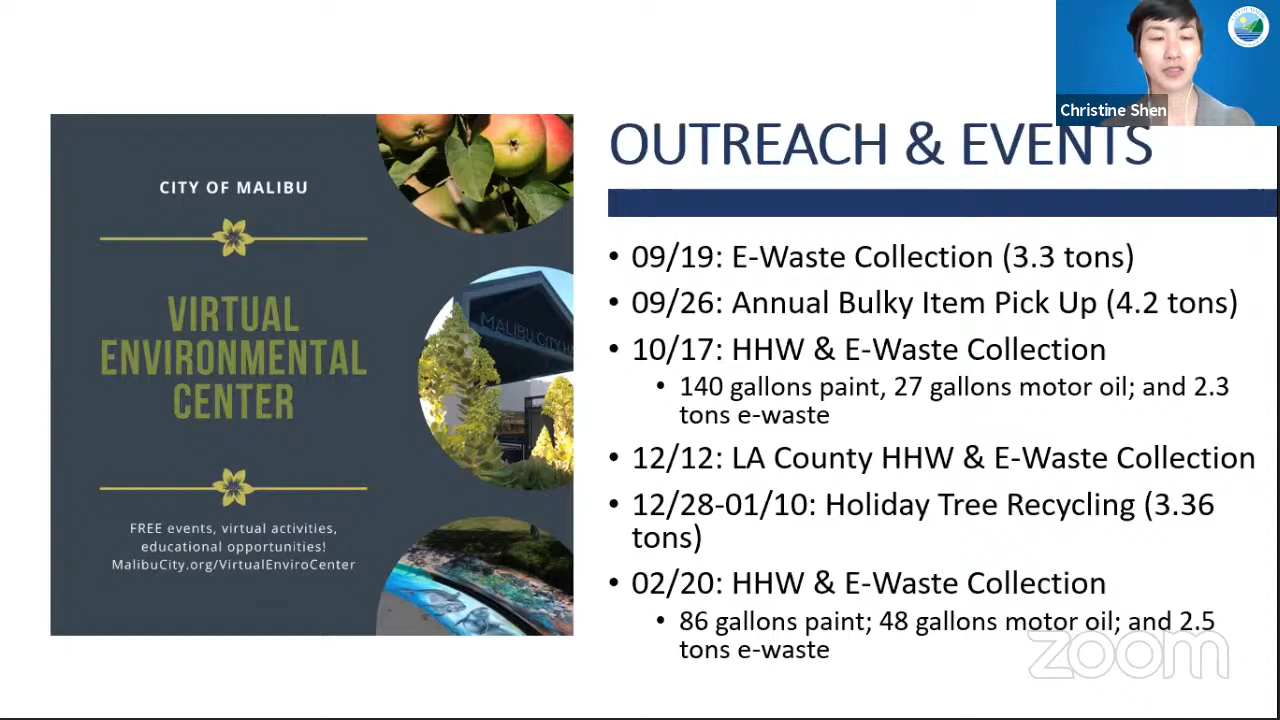 Christine Shen
CITY OF MALIBU
VIRTUAL
ENVIRONMENTAL
CENTER
FREE events, virtual activities,
educational opportunities!
MalibuCity.org/VirtualEnviroCenter
MALIBU CITY
OUTREACH & EVENTS
• 09/19: E-Waste Collection (3.3 tons)
• 09/26: Annual Bulky Item Pick Up (4.2 tons)
• 10/17: HHW & E-Waste Collection
• 140 gallons paint, 27 gallons motor oil; and 2.3
tons e-waste
• 12/12: LA County HHW & E-Waste Collection
• 12/28-01/10: Holiday Tree Recycling (3.36
tons)
• 02/20: HHW & E-Waste Collection
• 86 gallons paint; 48 gallons motor oil; and 2.5
tons e-waste
zoom